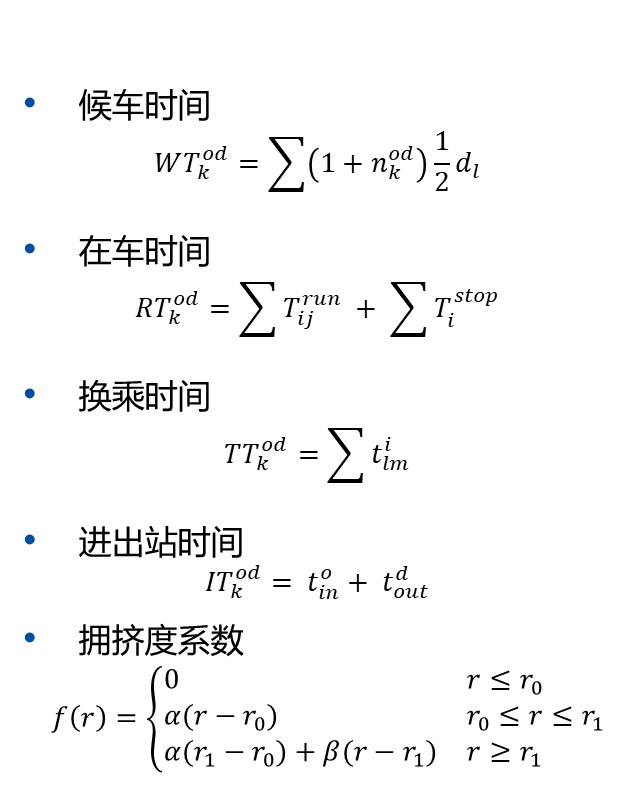 • 候车时间
WT_k^{od} = ∑(1 + n_k^{od}) \frac{1}{2} d_l
• 在车时间
RT_k^{od} = ∑ T_{ij}^{run} + ∑ T_i^{stop}
• 换乘时间
TT_k^{od} = ∑ t_{lm}^i
• 进出站时间
IT_k^{od} = t_{in}^o + t_{out}^d
• 拥挤度系数
f(r) = { 0 r ≤ r_0
α(r − r_0) r_0 ≤ r ≤ r_1
α(r_1 − r_0) + β(r − r_1) r ≥ r_1